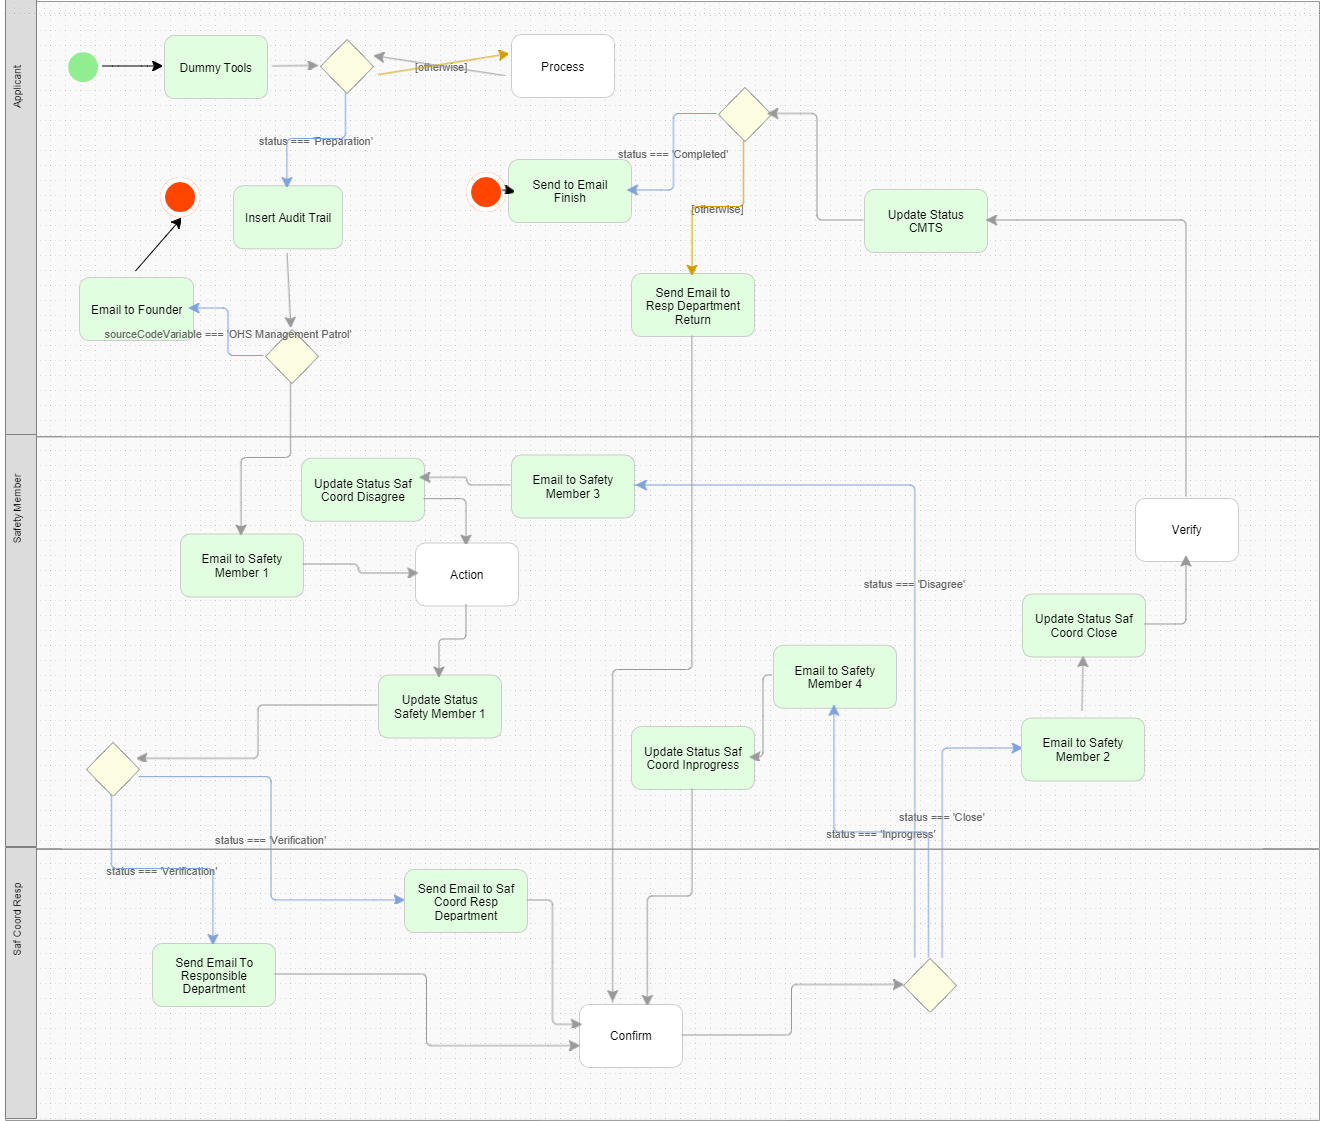 Applicant
Dummy Tools
[otherwise]
Process
status === 'Preparation'
status === 'Completed'
Send to Email
Finish
Insert Audit Trail
[otherwise]
Update Status
CMTS
Email to Founder
Send Email to
Resp Department
Return
sourceCodeVariable === 'OHS Management Patrol'
Safety Member
Update Status Saf
Coord Disagree
Email to Safety
Member 3
Verify
Email to Safety
Member 1
Action
status === 'Disagree'
Update Status Saf
Coord Close
Email to Safety
Member 4
Update Status
Safety Member 1
Update Status Saf
Coord Inprogress
Email to Safety
Member 2
status === 'Close'
status === 'Inprogress'
status === 'Verification'
Saf Coord Resp
status === 'Verification'
Send Email to Saf
Coord Resp
Department
Send Email To
Responsible
Department
Confirm